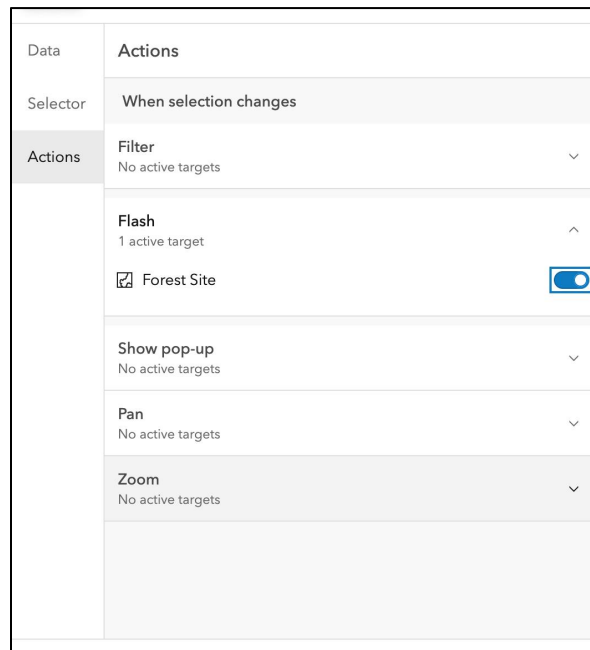 Data
Selector
Actions
Actions
When selection changes
Filter
No active targets
Flash
1 active target
Forest Site
Show pop-up
No active targets
Pan
No active targets
Zoom
No active targets